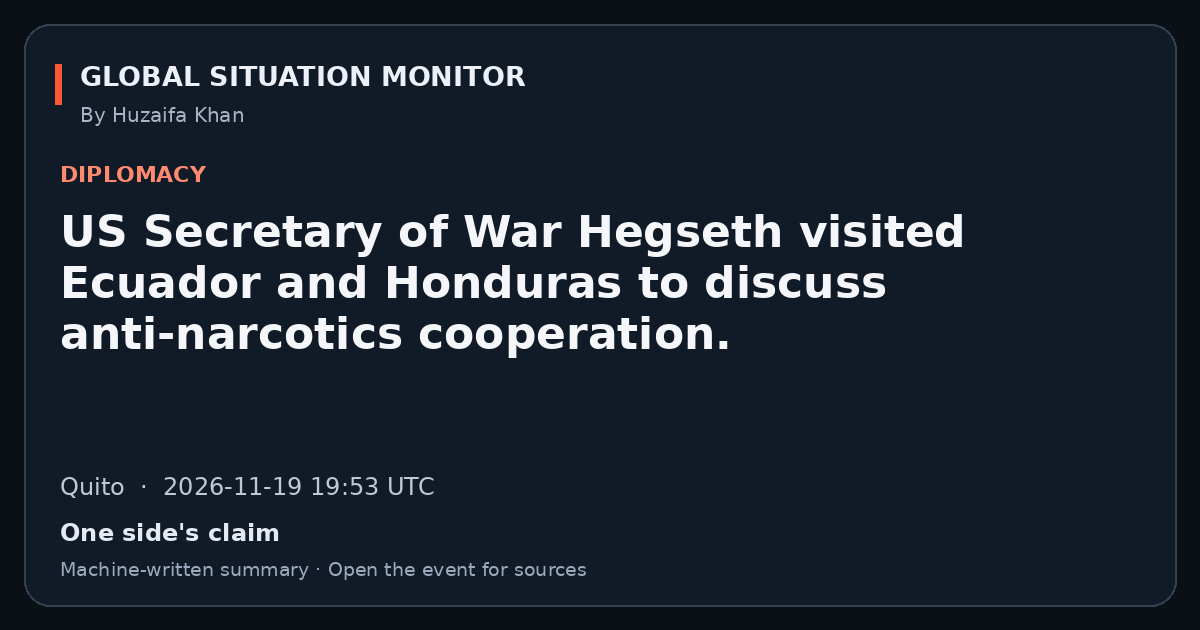 GLOBAL SITUATION MONITOR
By Huzaifa Khan
DIPLOMACY
US Secretary of War Hegseth visited
Ecuador and Honduras to discuss
anti-narcotics cooperation.
Quito · 2026-11-19 19:53 UTC
One side's claim
Machine-written summary · Open the event for sources